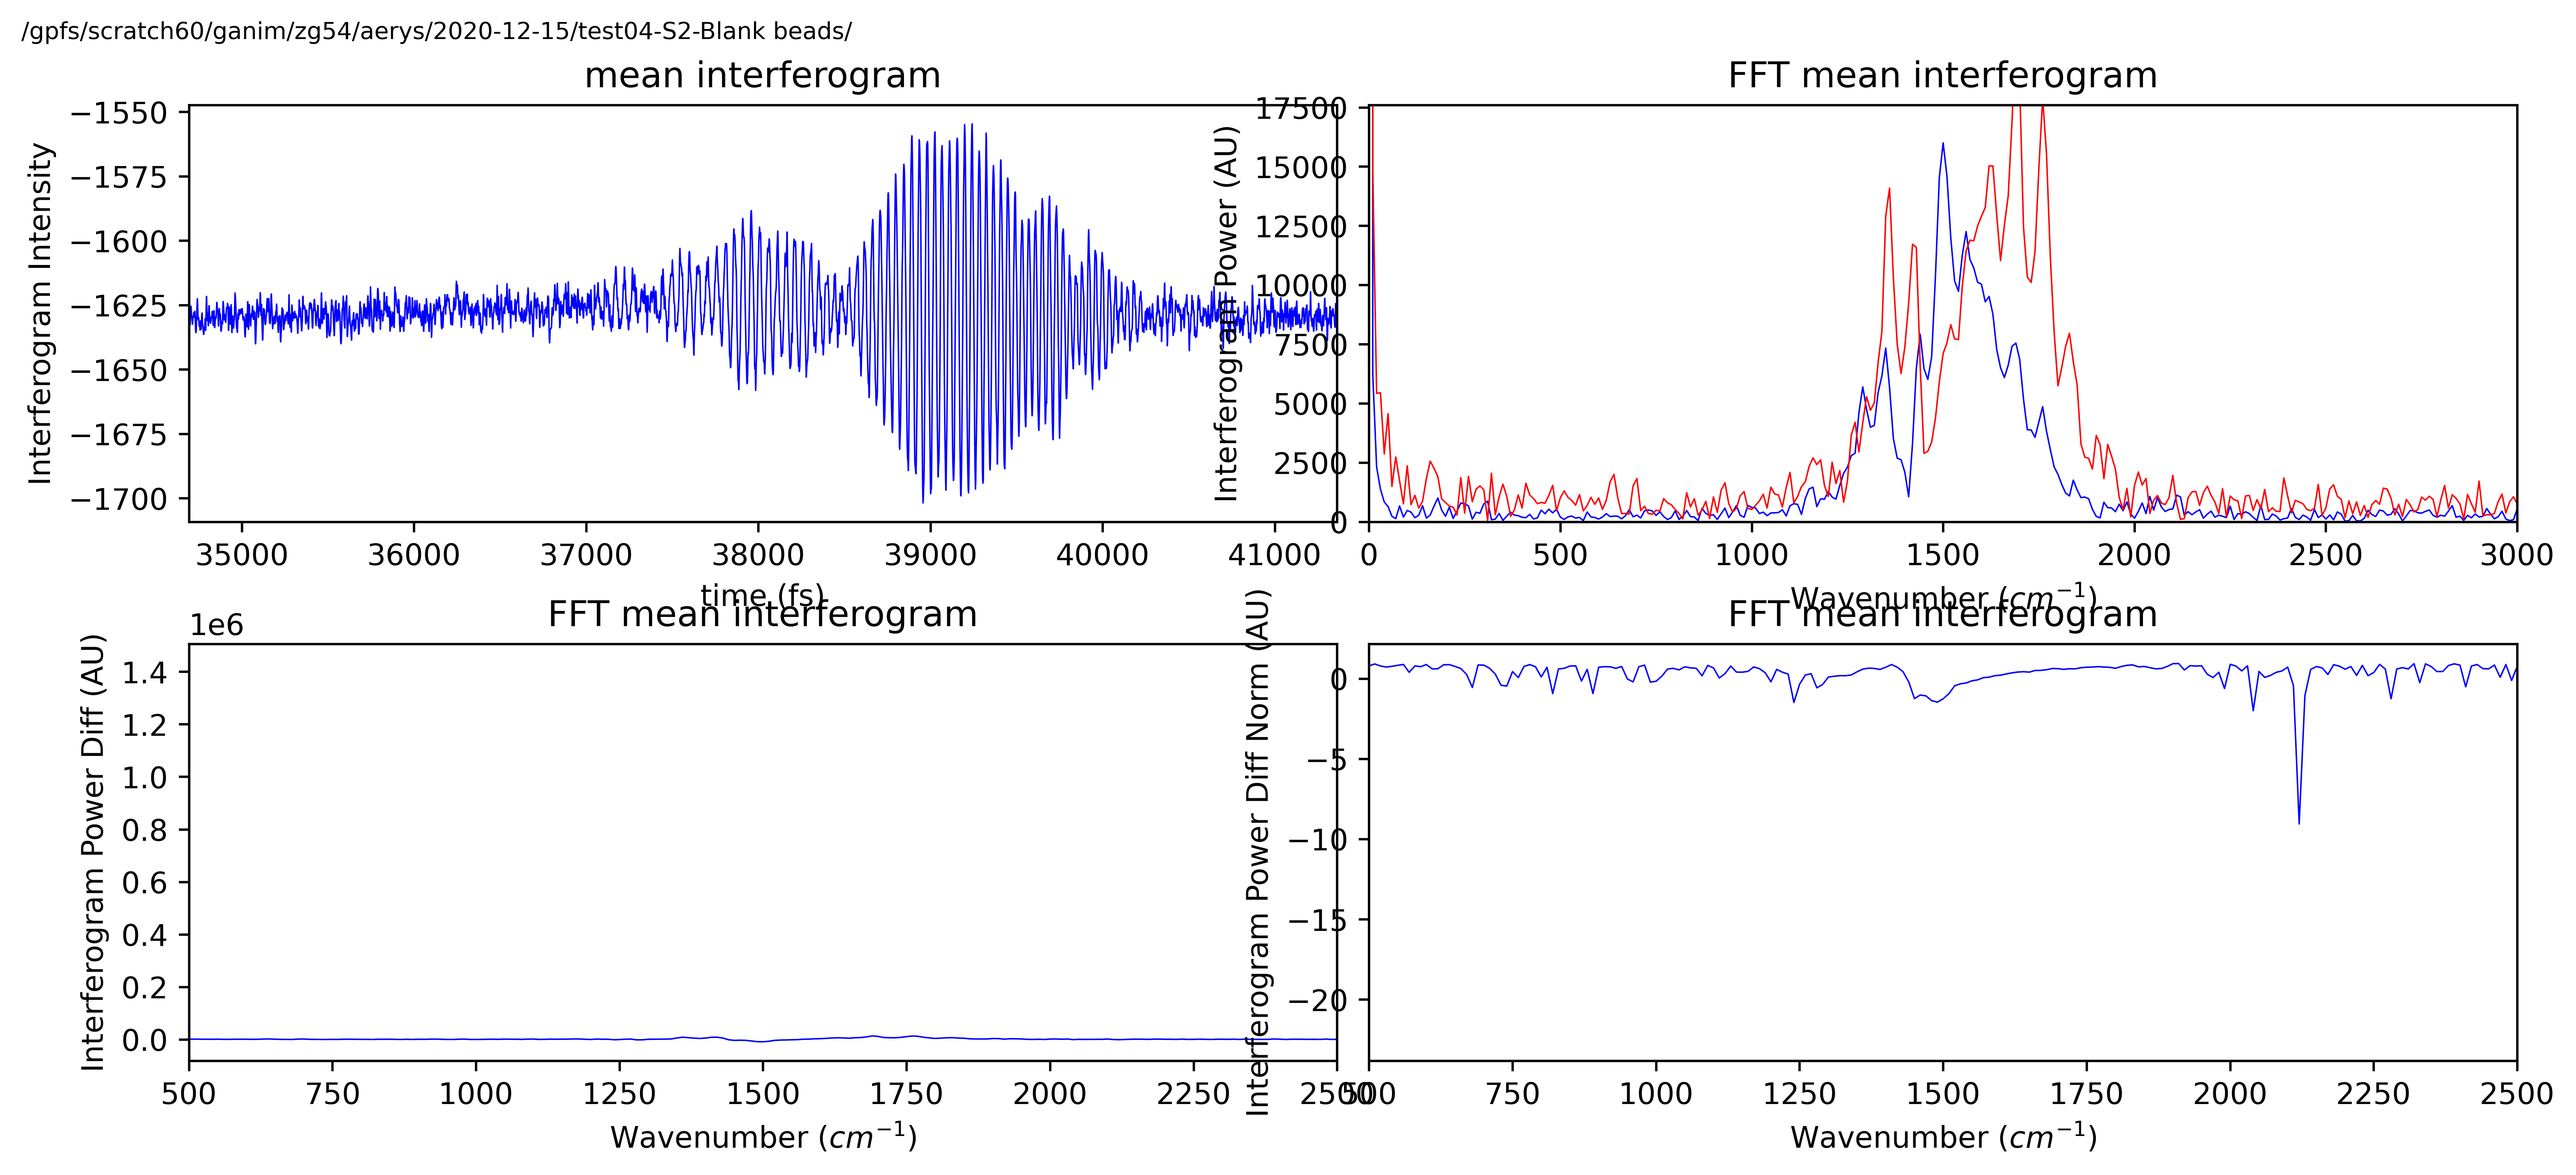 /gpfs/scratch60/ganim/zg54/aerys/2020-12-15/test04-S2-Blank beads/
mean interferogram
Interferogram Intensity
−1550
−1575
−1600
−1625
−1650
−1675
−1700
35000 36000 37000 38000 39000 40000 41000
time (fs)
FFT mean interferogram
Interferogram Power (AU)
17500
15000
12500
10000
7500
5000
2500
0
0 500 1000 1500 2000 2500 3000
Wavenumber (cm⁻¹)
FFT mean interferogram
1e6
Interferogram Power Diff (AU)
1.4
1.2
1.0
0.8
0.6
0.4
0.2
0.0
500 750 1000 1250 1500 1750 2000 2250 2500
Wavenumber (cm⁻¹)
FFT mean interferogram
Interferogram Power Diff Norm (AU)
0
−5
−10
−15
−20
500 750 1000 1250 1500 1750 2000 2250 2500
Wavenumber (cm⁻¹)